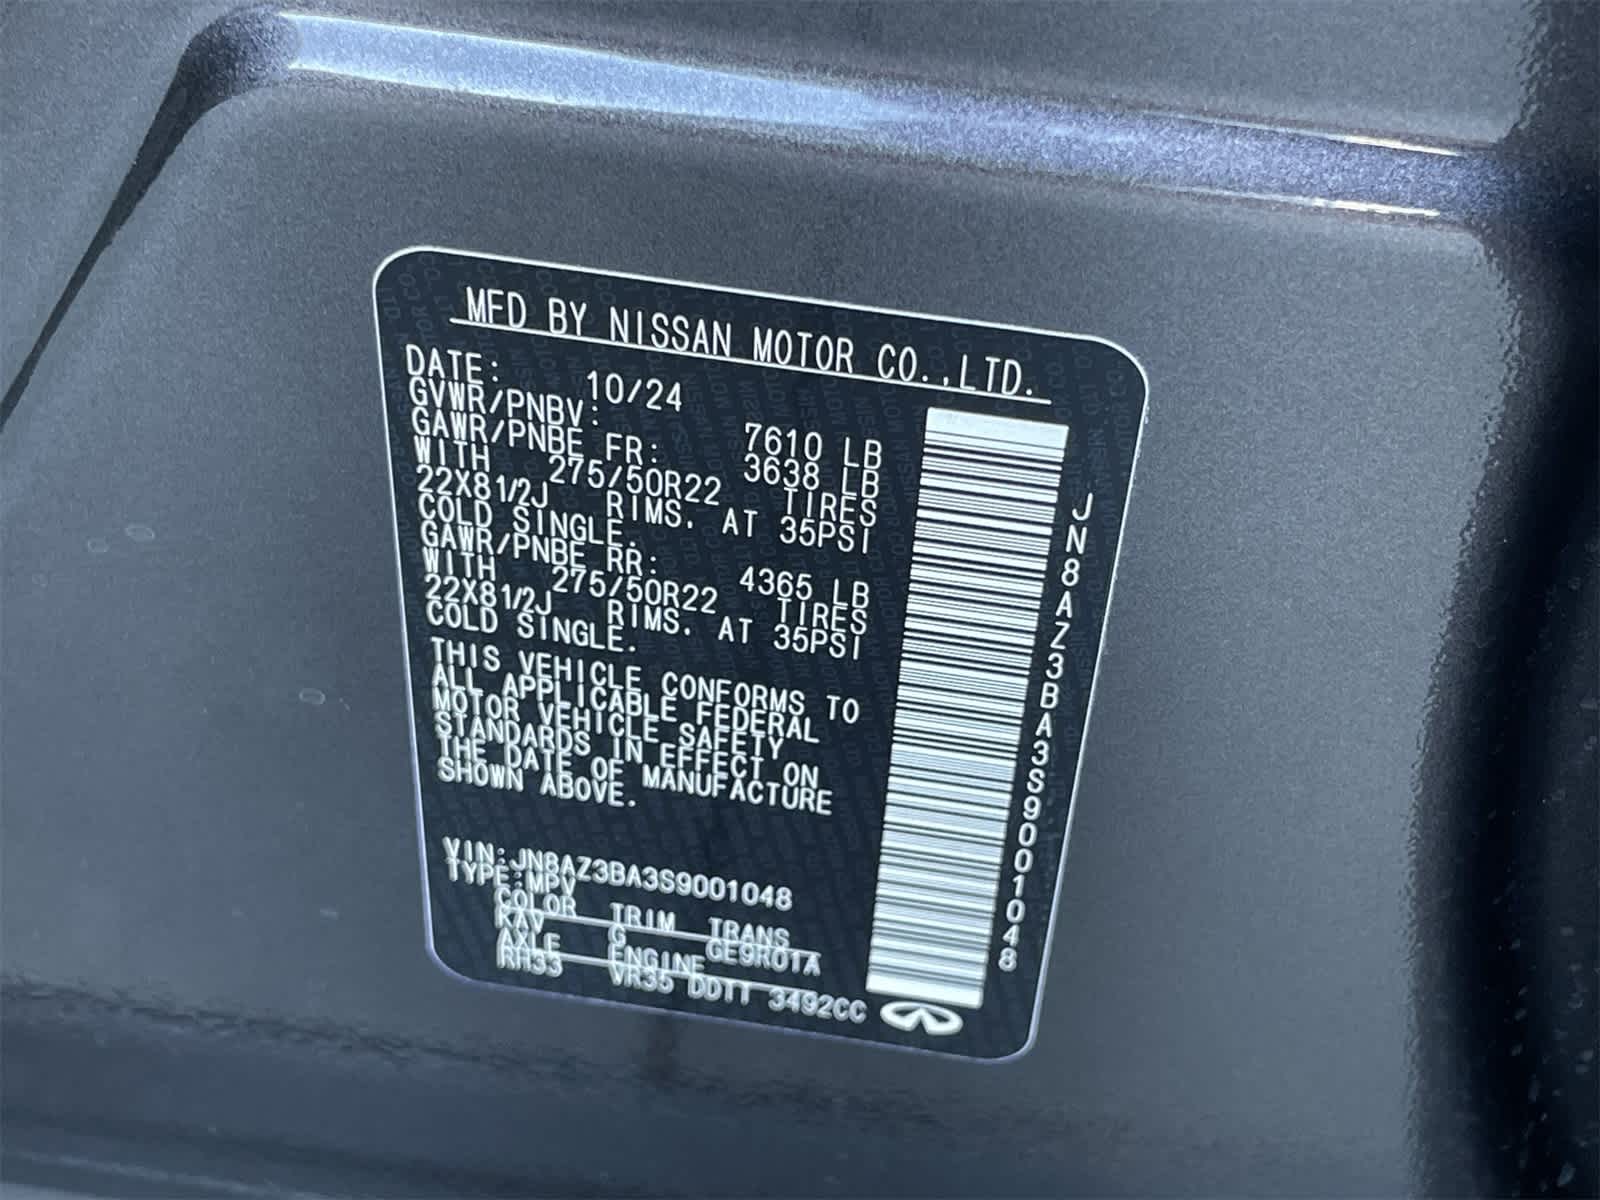 MFD BY NISSAN MOTOR CO.,LTD.
DATE: 10/24
GVWR/PNBV: 7610 LB
GAWR/PNBE FR: 3638 LB
WITH 275/50R22 TIRES
22X81/2J RIMS. AT 35PSI
COLD SINGLE.
GAWR/PNBE RR: 4365 LB
WITH 275/50R22 TIRES
22X81/2J RIMS. AT 35PSI
COLD SINGLE.
THIS VEHICLE CONFORMS TO
ALL APPLICABLE FEDERAL
MOTOR VEHICLE SAFETY
STANDARDS IN EFFECT ON
THE DATE OF MANUFACTURE
SHOWN ABOVE.
VIN:JN8AZ3BA3S9001048
TYPE:MPV
COLOR TRIM TRANS
KAV G GE9R01A
AXLE ENGINE
RH33 VR35 DDTT 3492CC
JN8AZ3BA3S9001048